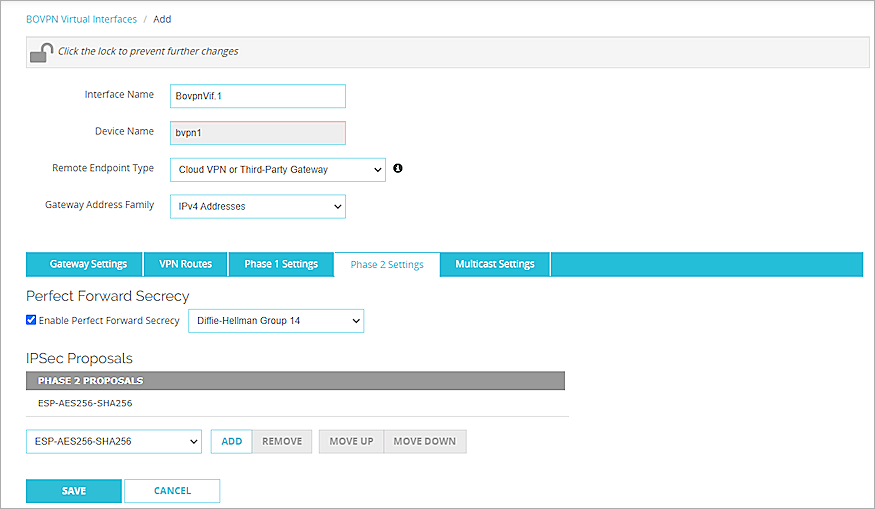 BOVPN Virtual Interfaces / Add
Click the lock to prevent further changes
Interface Name BovpnVif.1
Device Name bvpn1
Remote Endpoint Type Cloud VPN or Third-Party Gateway
Gateway Address Family IPv4 Addresses
Gateway Settings VPN Routes Phase 1 Settings Phase 2 Settings Multicast Settings
Perfect Forward Secrecy
Enable Perfect Forward Secrecy Diffie-Hellman Group 14
IPSec Proposals
PHASE 2 PROPOSALS
ESP-AES256-SHA256
ESP-AES256-SHA256 ADD REMOVE MOVE UP MOVE DOWN
SAVE CANCEL